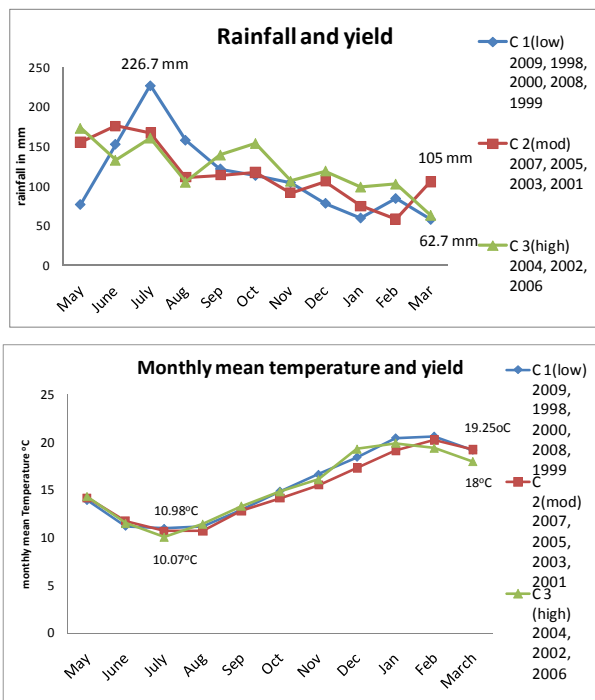 Rainfall and yield
226.7 mm
105 mm
62.7 mm
rainfall in mm
250
200
150
100
50
0
May
June
July
Aug
Sep
Oct
Nov
Dec
Jan
Feb
Mar
C 1(low)
2009, 1998,
2000, 2008,
1999
C 2(mod)
2007, 2005,
2003, 2001
C 3(high)
2004, 2002,
2006
Monthly mean temperature and yield
19.25oC
18°C
10.98°C
10.07°C
monthly mean Temperature °C
25
20
15
10
5
0
May
June
July
Aug
Sep
Oct
Nov
Dec
Jan
Feb
March
C 1(low)
2009,
1998,
2000,
2008,
1999
C
2(mod)
2007,
2005,
2003,
2001
C 3
(high)
2004,
2002,
2006